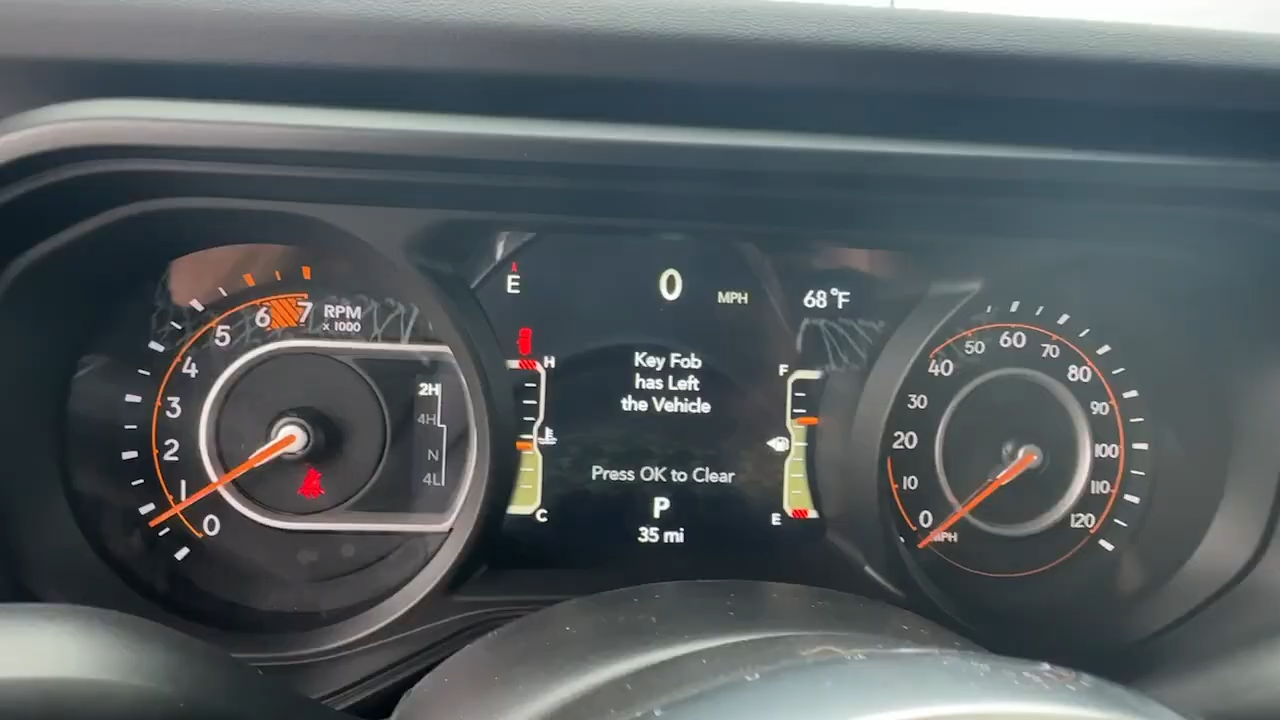 E
0 MPH
68°F
7
6
5
4
3
2
1
0
RPM
x 1000
2H
4H
N
4L
H
C
Key Fob
has Left
the Vehicle
Press OK to Clear
P
35 mi
F
E
0
10
20
30
40
50
60
70
80
90
100
110
120
MPH